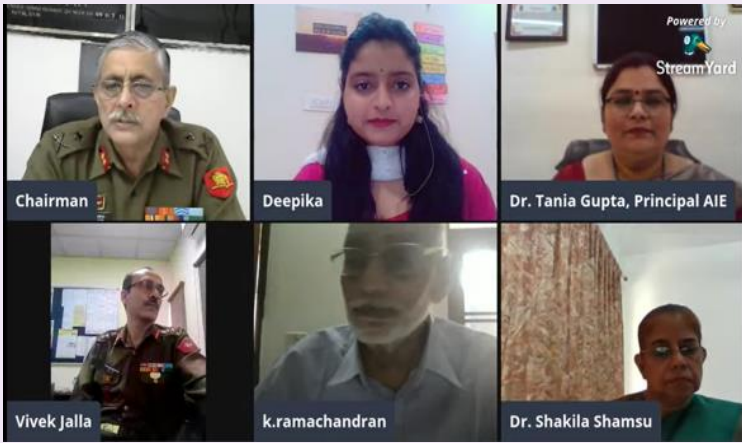 Powered by
StreamYard
Chairman
Deepika
Dr. Tania Gupta, Principal AIE
Vivek Jalla
k.ramachandran
Dr. Shakila Shamsu